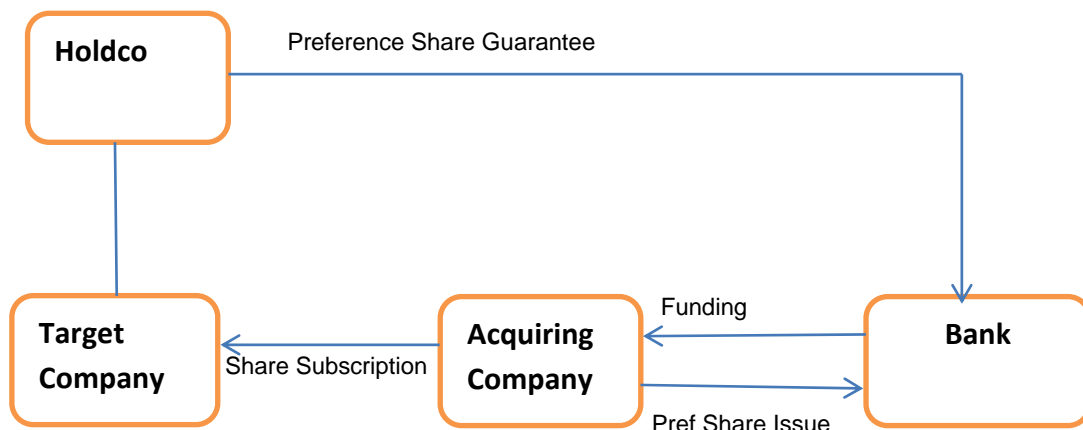 Holdco
Preference Share Guarantee
Target
Company
Share Subscription
Acquiring
Company
Funding
Pref Share Issue
Bank